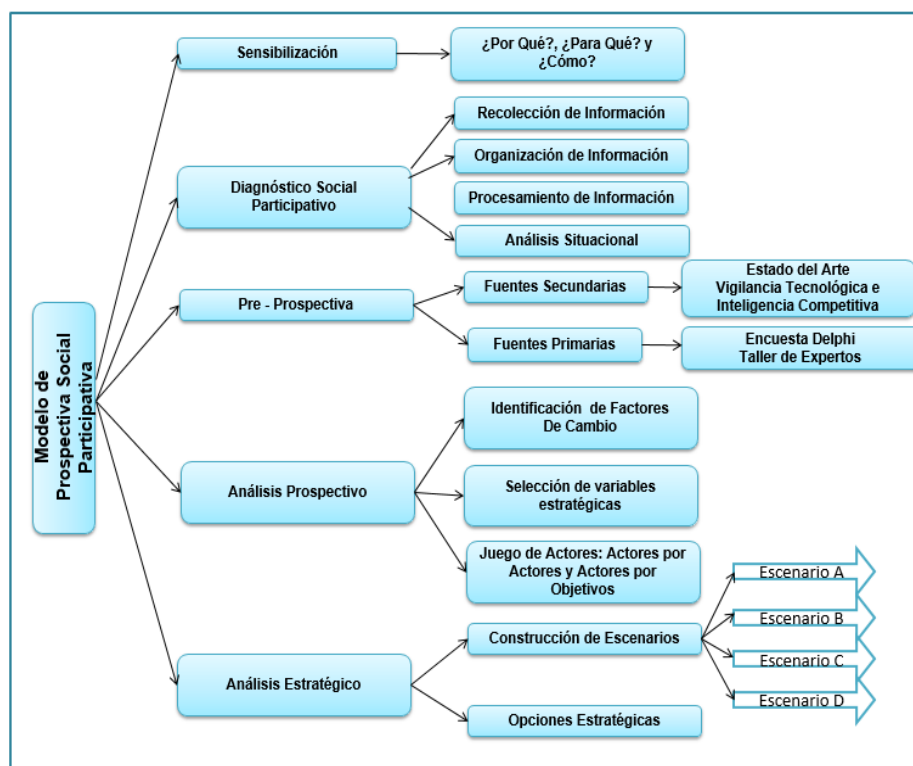 Modelo de
Prospectiva Social
Participativa
Sensibilización
¿Por Qué?, ¿Para Qué? y
¿Cómo?
Diagnóstico Social
Participativo
Recolección de Información
Organización de Información
Procesamiento de Información
Análisis Situacional
Pre - Prospectiva
Fuentes Secundarias
Estado del Arte
Vigilancia Tecnológica e
Inteligencia Competitiva
Fuentes Primarias
Encuesta Delphi
Taller de Expertos
Análisis Prospectivo
Identificación de Factores
De Cambio
Selección de variables
estratégicas
Juego de Actores: Actores por
Actores y Actores por
Objetivos
Análisis Estratégico
Construcción de Escenarios
Escenario A
Escenario B
Escenario C
Escenario D
Opciones Estratégicas